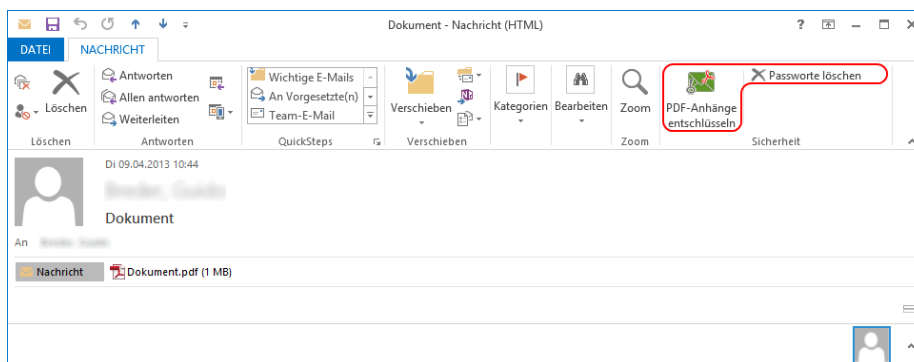 Dokument - Nachricht (HTML)
?
DATEI NACHRICHT
Löschen
Antworten
Allen antworten
Weiterleiten
Wichtige E-Mails
An Vorgesetzte(n)
Team-E-Mail
Verschieben
Kategorien
Bearbeiten
Zoom
PDF-Anhänge
entschlüsseln
Passworte löschen
Löschen Antworten QuickSteps Verschieben Zoom Sicherheit
Di 09.04.2013 10:44
Dokument
An
Nachricht Dokument.pdf (1 MB)